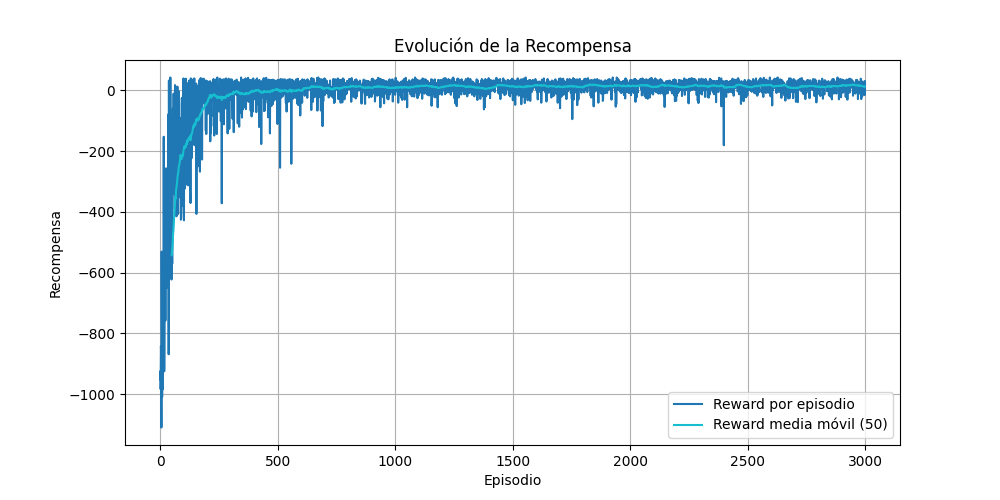 Evolución de la Recompensa
Recompensa
0
−200
−400
−600
−800
−1000
0
500
1000
1500
2000
2500
3000
Episodio
Reward por episodio
Reward media móvil (50)